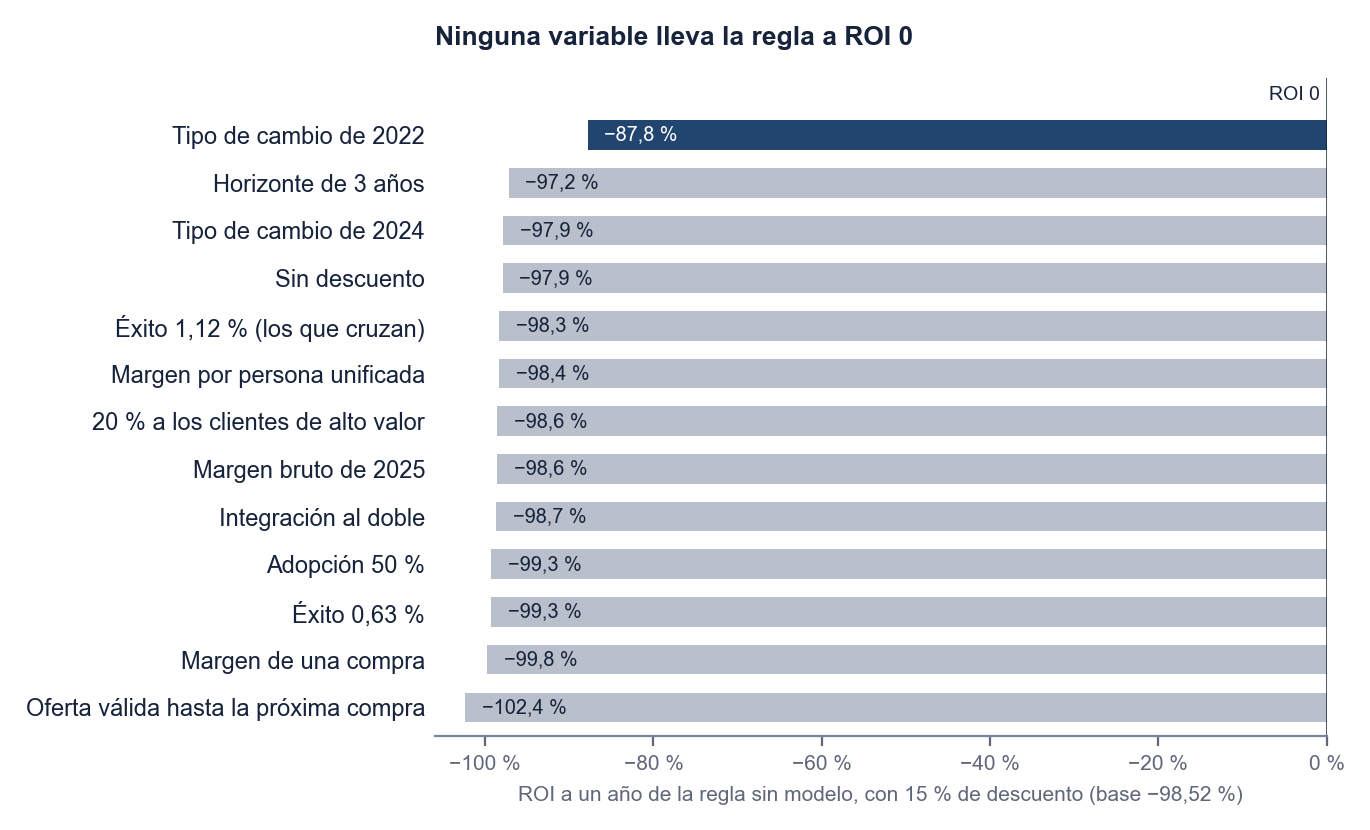 Ninguna variable lleva la regla a ROI 0
ROI 0
Tipo de cambio de 2022 −87,8 %
Horizonte de 3 años −97,2 %
Tipo de cambio de 2024 −97,9 %
Sin descuento −97,9 %
Éxito 1,12 % (los que cruzan) −98,3 %
Margen por persona unificada −98,4 %
20 % a los clientes de alto valor −98,6 %
Margen bruto de 2025 −98,6 %
Integración al doble −98,7 %
Adopción 50 % −99,3 %
Éxito 0,63 % −99,3 %
Margen de una compra −99,8 %
Oferta válida hasta la próxima compra −102,4 %
−100 % −80 % −60 % −40 % −20 % 0 %
ROI a un año de la regla sin modelo, con 15 % de descuento (base −98,52 %)